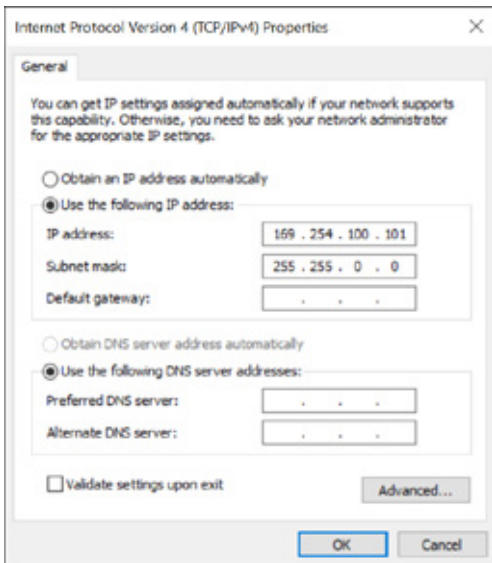 Internet Protocol Version 4 (TCP/IPv4) Properties
General
You can get IP settings assigned automatically if your network supports
this capability. Otherwise, you need to ask your network administrator
for the appropriate IP settings.
Obtain an IP address automatically
Use the following IP address:
IP address: 169 . 254 . 100 . 101
Subnet mask: 255 . 255 . 0 . 0
Default gateway: . . .
Obtain DNS server address automatically
Use the following DNS server addresses:
Preferred DNS server: . . .
Alternate DNS server: . . .
Validate settings upon exit
Advanced...
OK Cancel